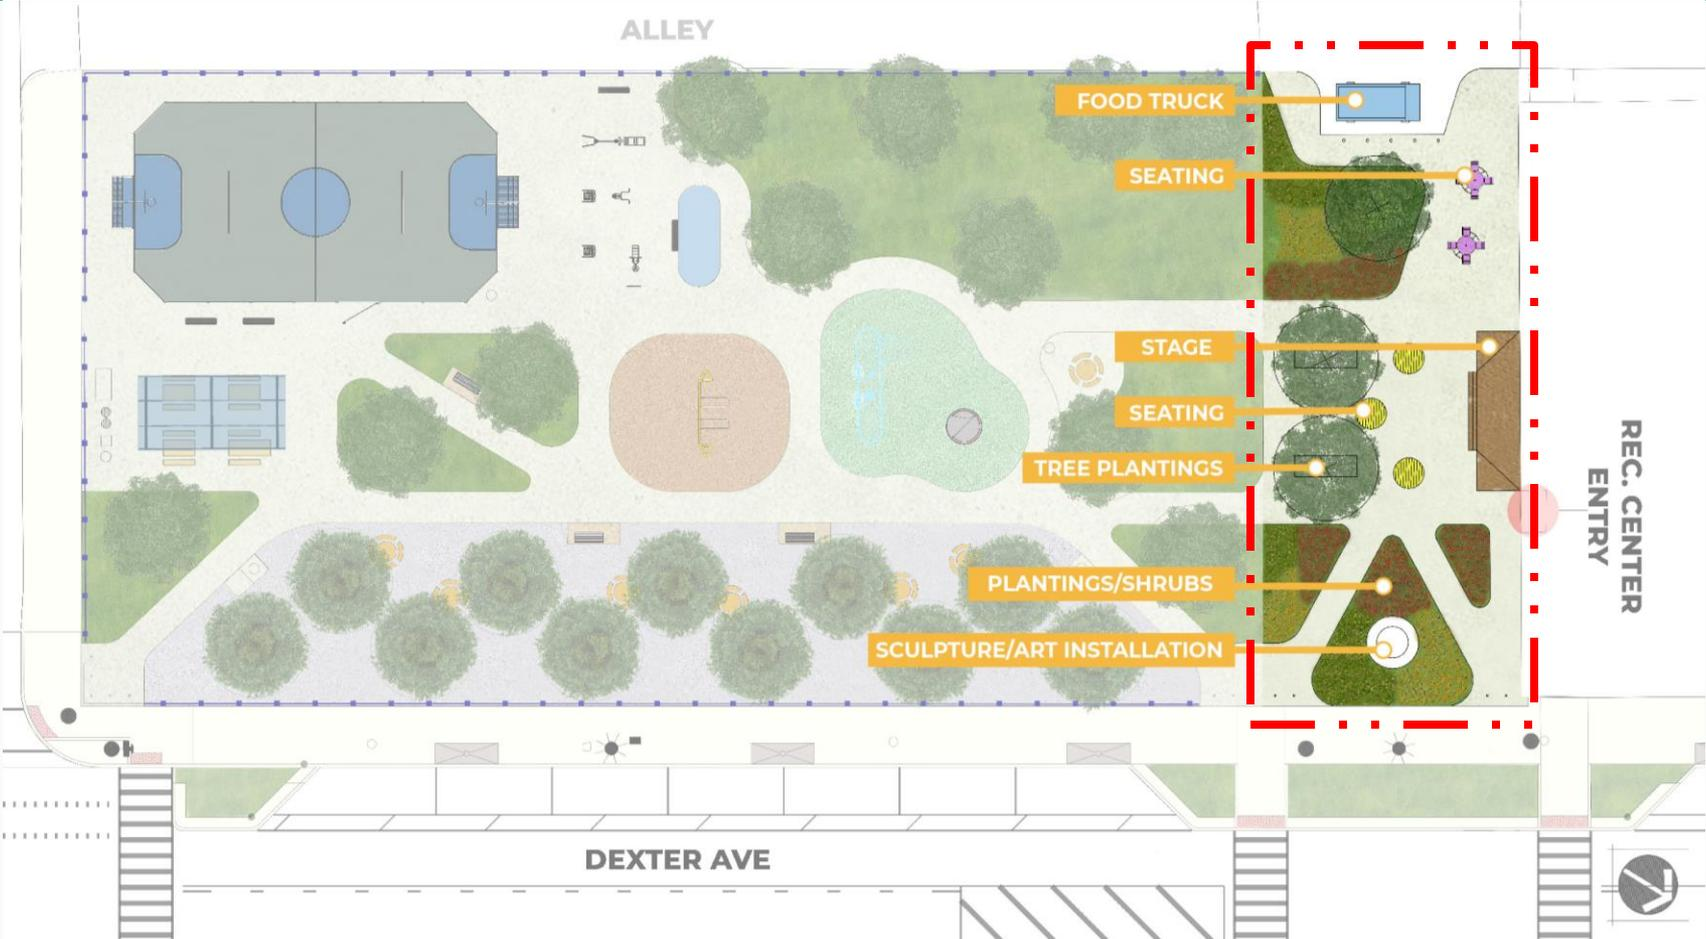 ALLEY
FOOD TRUCK
SEATING
STAGE
SEATING
TREE PLANTINGS
PLANTINGS/SHRUBS
SCULPTURE/ART INSTALLATION
REC. CENTER
ENTRY
DEXTER AVE